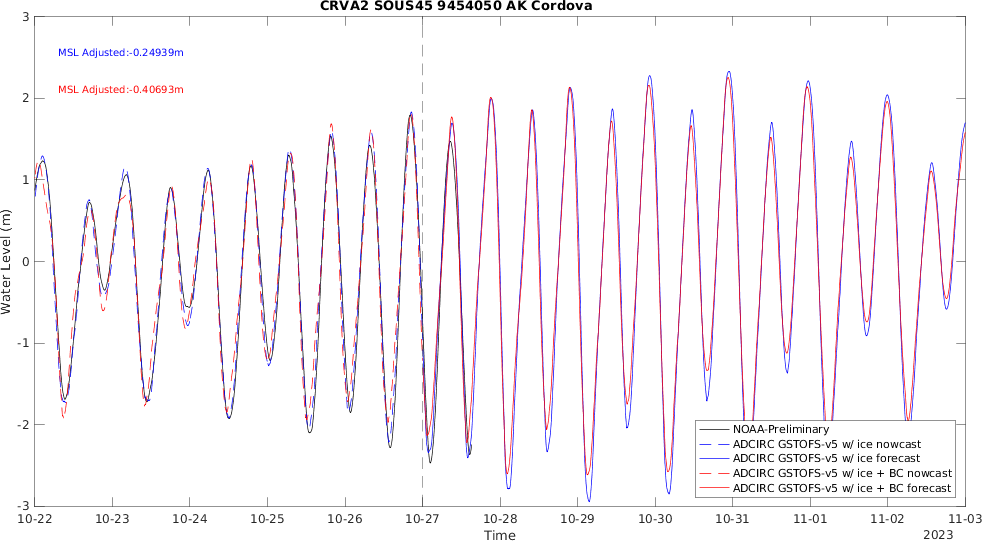 CRVA2 SOUS45 9454050 AK Cordova
MSL Adjusted:-0.24939m
MSL Adjusted:-0.40693m
Water Level (m)
3
2
1
0
-1
-2
-3
NOAA-Preliminary
ADCIRC GSTOFS-v5 w/ ice nowcast
ADCIRC GSTOFS-v5 w/ ice forecast
ADCIRC GSTOFS-v5 w/ ice + BC nowcast
ADCIRC GSTOFS-v5 w/ ice + BC forecast
10-22 10-23 10-24 10-25 10-26 10-27 10-28 10-29 10-30 10-31 11-01 11-02 11-03
Time
2023